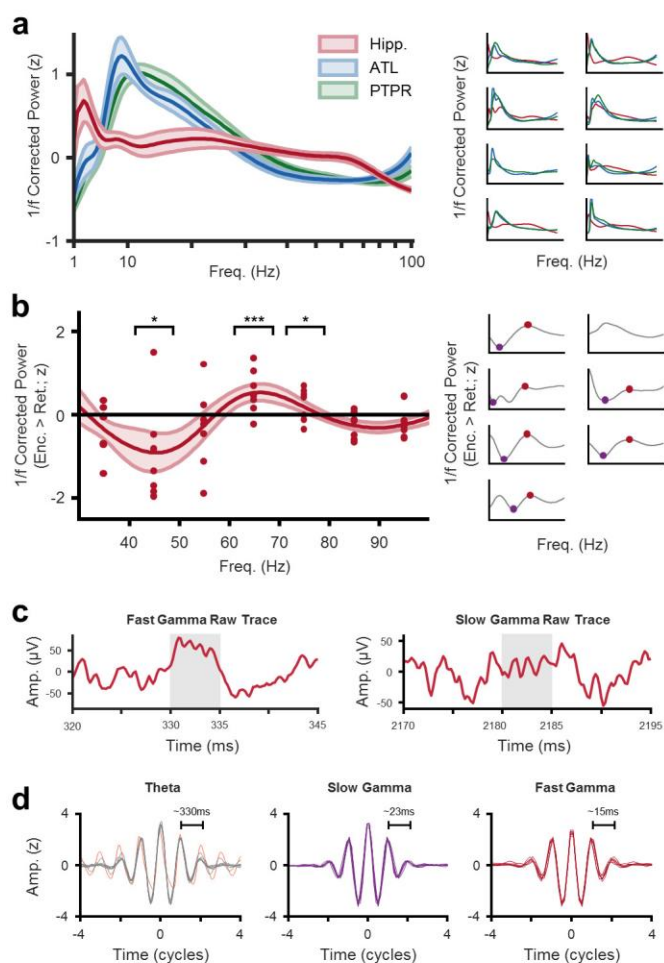 a
1/f Corrected Power (z)
1
0
-1
1
10
100
Freq. (Hz)
Hipp.
ATL
PTPR
1/f Corrected Power (z)
Freq. (Hz)
b
1/f Corrected Power
(Enc. > Ret.; z)
2
0
-2
*
***
*
40 50 60 70 80 90
Freq. (Hz)
1/f Corrected Power
(Enc. > Ret.; z)
Freq. (Hz)
c
Fast Gamma Raw Trace
Amp. (µV)
50
0
-50
320 330 335 345
Time (ms)
Slow Gamma Raw Trace
Amp. (µV)
50
0
-50
2170 2180 2185 2195
Time (ms)
d
Theta
Amp. (z)
4
0
-4
~330ms
-4 0 4
Time (cycles)
Slow Gamma
4
0
-4
~23ms
-4 0 4
Time (cycles)
Fast Gamma
4
0
-4
~15ms
-4 0 4
Time (cycles)